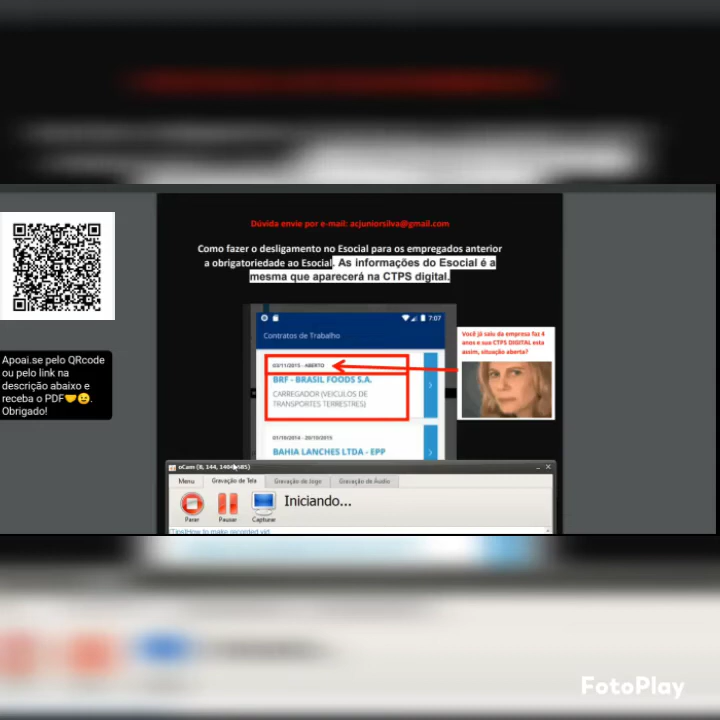 Dúvida envie por e-mail: acjuniorsilva@gmail.com
Como fazer o desligamento no Esocial para os empregados anterior
a obrigatoriedade ao Esocial. As informações do Esocial é a
mesma que aparecerá na CTPS digital.
Apoai.se pelo QRcode
ou pelo link na
descrição abaixo e
receba o PDF🤝😉.
Obrigado!
7:07
Contratos de Trabalho
03/11/2015 - ABERTO
BRF - BRASIL FOODS S.A.
CARREGADOR (VEICULOS DE
TRANSPORTES TERRESTRES)
01/10/2014 - 20/10/2015
BAHIA LANCHES LTDA - EPP
Você já saiu da empresa faz 4
anos e sua CTPS DIGITAL esta
assim, situação aberta?
Menu Gravação de Tela Gravação de Jogo Gravação de Áudio
Iniciando...
Parar Pausar Capturar
FotoPlay